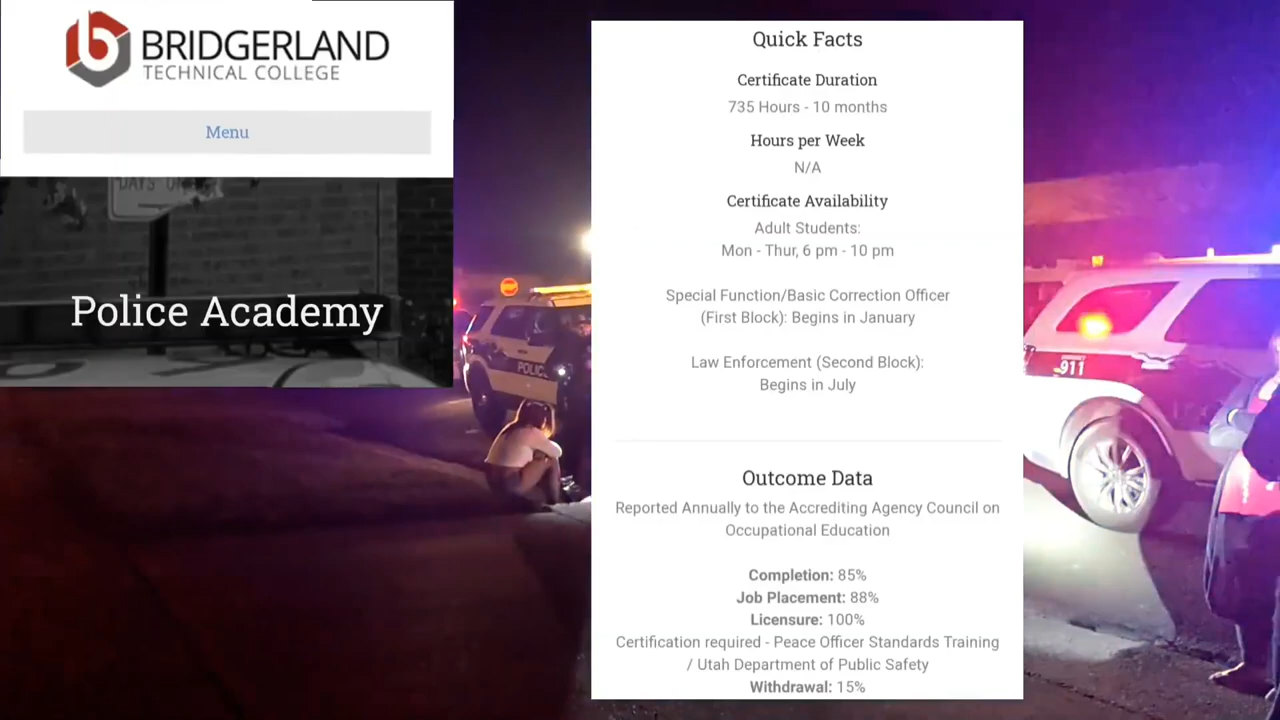 BRIDGERLAND
TECHNICAL COLLEGE
Menu
DAYS
Police Academy
Quick Facts
Certificate Duration
735 Hours - 10 months
Hours per Week
N/A
Certificate Availability
Adult Students:
Mon - Thur, 6 pm - 10 pm
Special Function/Basic Correction Officer
(First Block): Begins in January
Law Enforcement (Second Block):
Begins in July
Outcome Data
Reported Annually to the Accrediting Agency Council on
Occupational Education
Completion: 85%
Job Placement: 88%
Licensure: 100%
Certification required - Peace Officer Standards Training
/ Utah Department of Public Safety
Withdrawal: 15%
POLICE
911